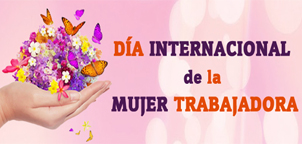 DÍA INTERNACIONAL
de la
MUJER TRABAJADORA